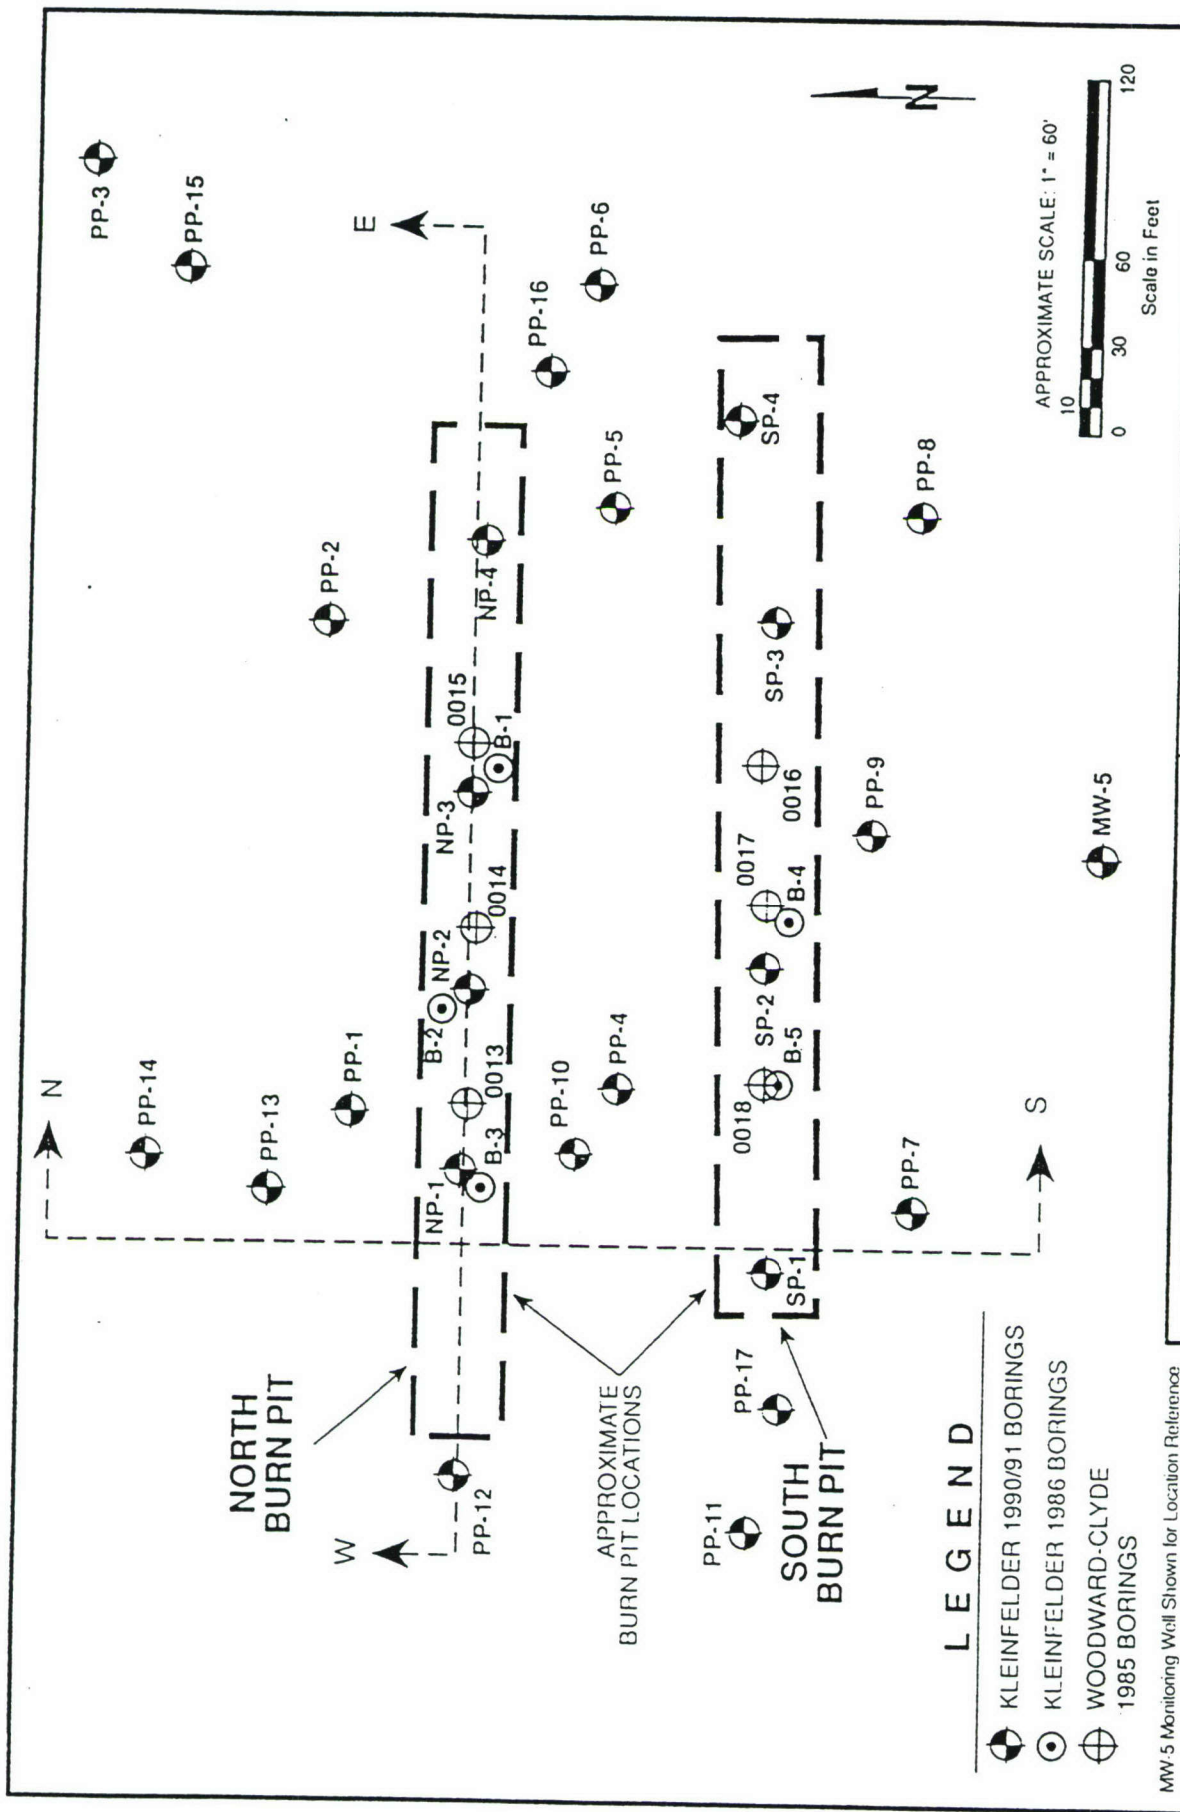 PP-3
PP-15
E
PP-6
PP-16
PP-5
PP-2
N
PP-14
PP-13
PP-1
NP-4
0015
B-1
NP-3
0014
NP-2
B-2
0013
B-3
NP-1
PP-10
PP-4
NORTH
BURN PIT
W
PP-12
APPROXIMATE
BURN PIT LOCATIONS
SP-4
SP-3
0016
0017
B-4
SP-2
B-5
0018
SP-1
PP-17
PP-11
SOUTH
BURN PIT
PP-8
PP-9
MW-5
PP-7
S
N
APPROXIMATE SCALE: 1" = 60'
10
0 30 60 120
Scale in Feet
LEGEND
KLEINFELDER 1990/91 BORINGS
KLEINFELDER 1986 BORINGS
WOODWARD-CLYDE
1985 BORINGS
MW-5 Monitoring Well Shown for Location Reference